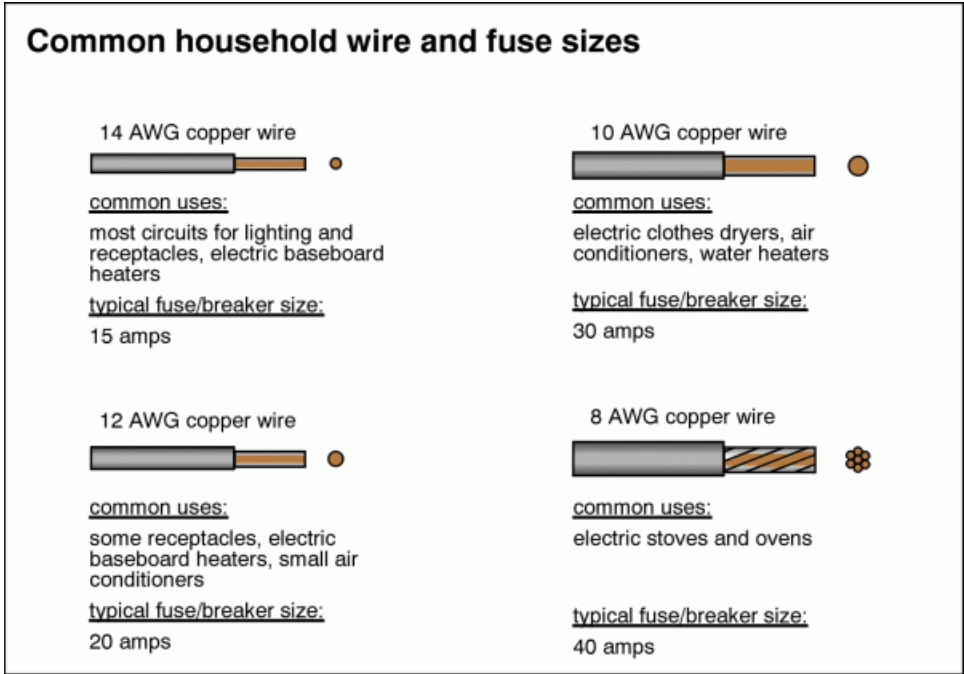 Common household wire and fuse sizes
14 AWG copper wire
common uses:
most circuits for lighting and
receptacles, electric baseboard
heaters
typical fuse/breaker size:
15 amps
10 AWG copper wire
common uses:
electric clothes dryers, air
conditioners, water heaters
typical fuse/breaker size:
30 amps
12 AWG copper wire
common uses:
some receptacles, electric
baseboard heaters, small air
conditioners
typical fuse/breaker size:
20 amps
8 AWG copper wire
common uses:
electric stoves and ovens
typical fuse/breaker size:
40 amps